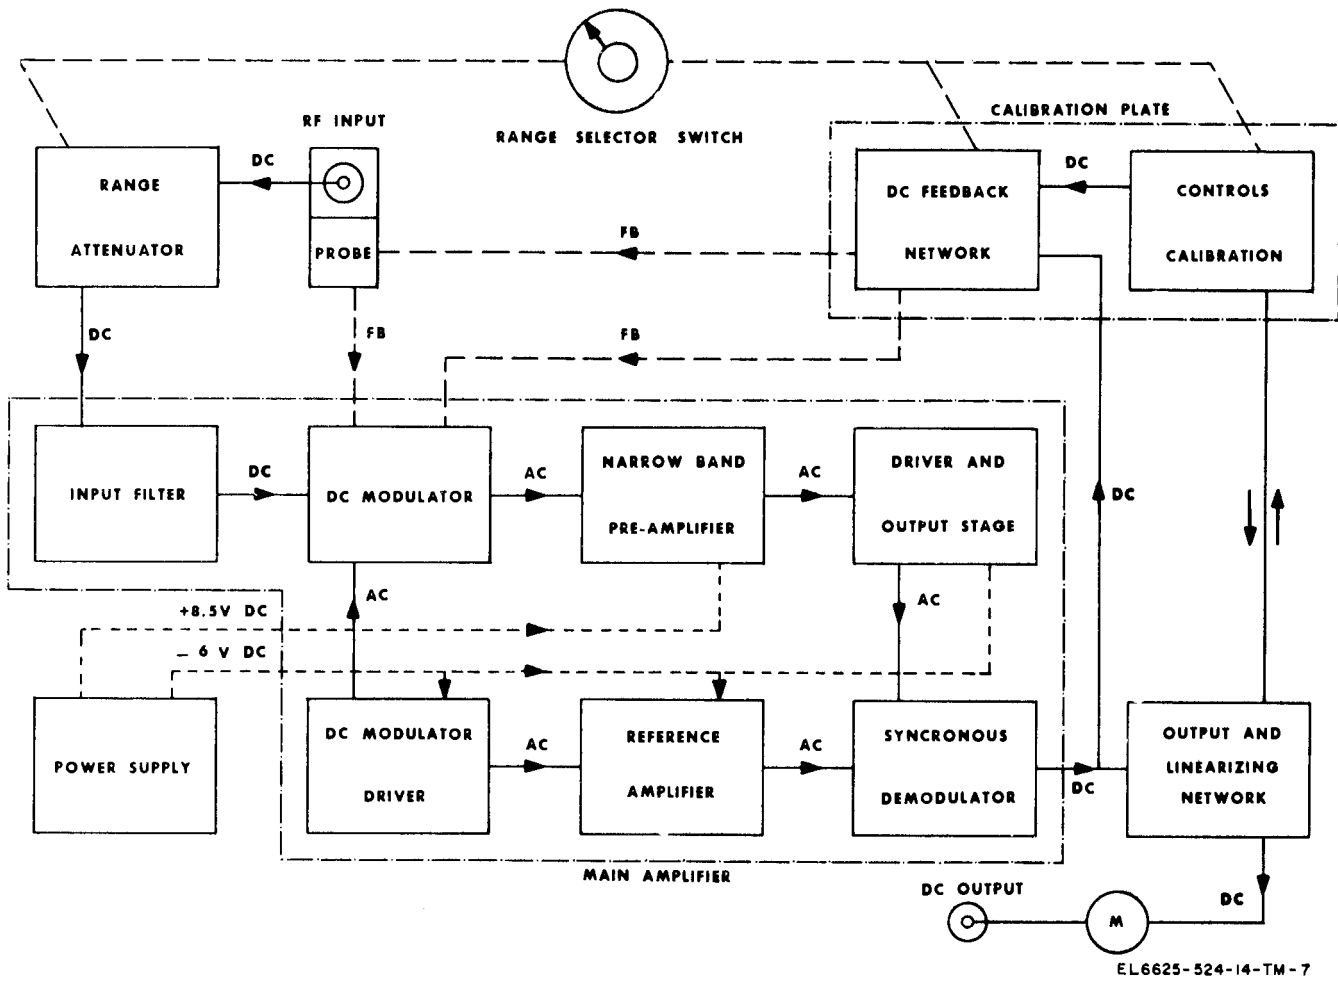 RANGE SELECTOR SWITCH
CALIBRATION PLATE
RF INPUT
DC
RANGE
ATTENUATOR
PROBE
FB
DC FEEDBACK
NETWORK
DC
CONTROLS
CALIBRATION
DC
FB
FB
INPUT FILTER
DC
DC MODULATOR
AC
NARROW BAND
PRE-AMPLIFIER
AC
DRIVER AND
OUTPUT STAGE
DC
AC
AC
+8.5V DC
– 6 V DC
POWER SUPPLY
DC MODULATOR
DRIVER
AC
REFERENCE
AMPLIFIER
AC
SYNCRONOUS
DEMODULATOR
DC
OUTPUT AND
LINEARIZING
NETWORK
MAIN AMPLIFIER
DC OUTPUT
M
DC
EL6625-524-14-TM-7